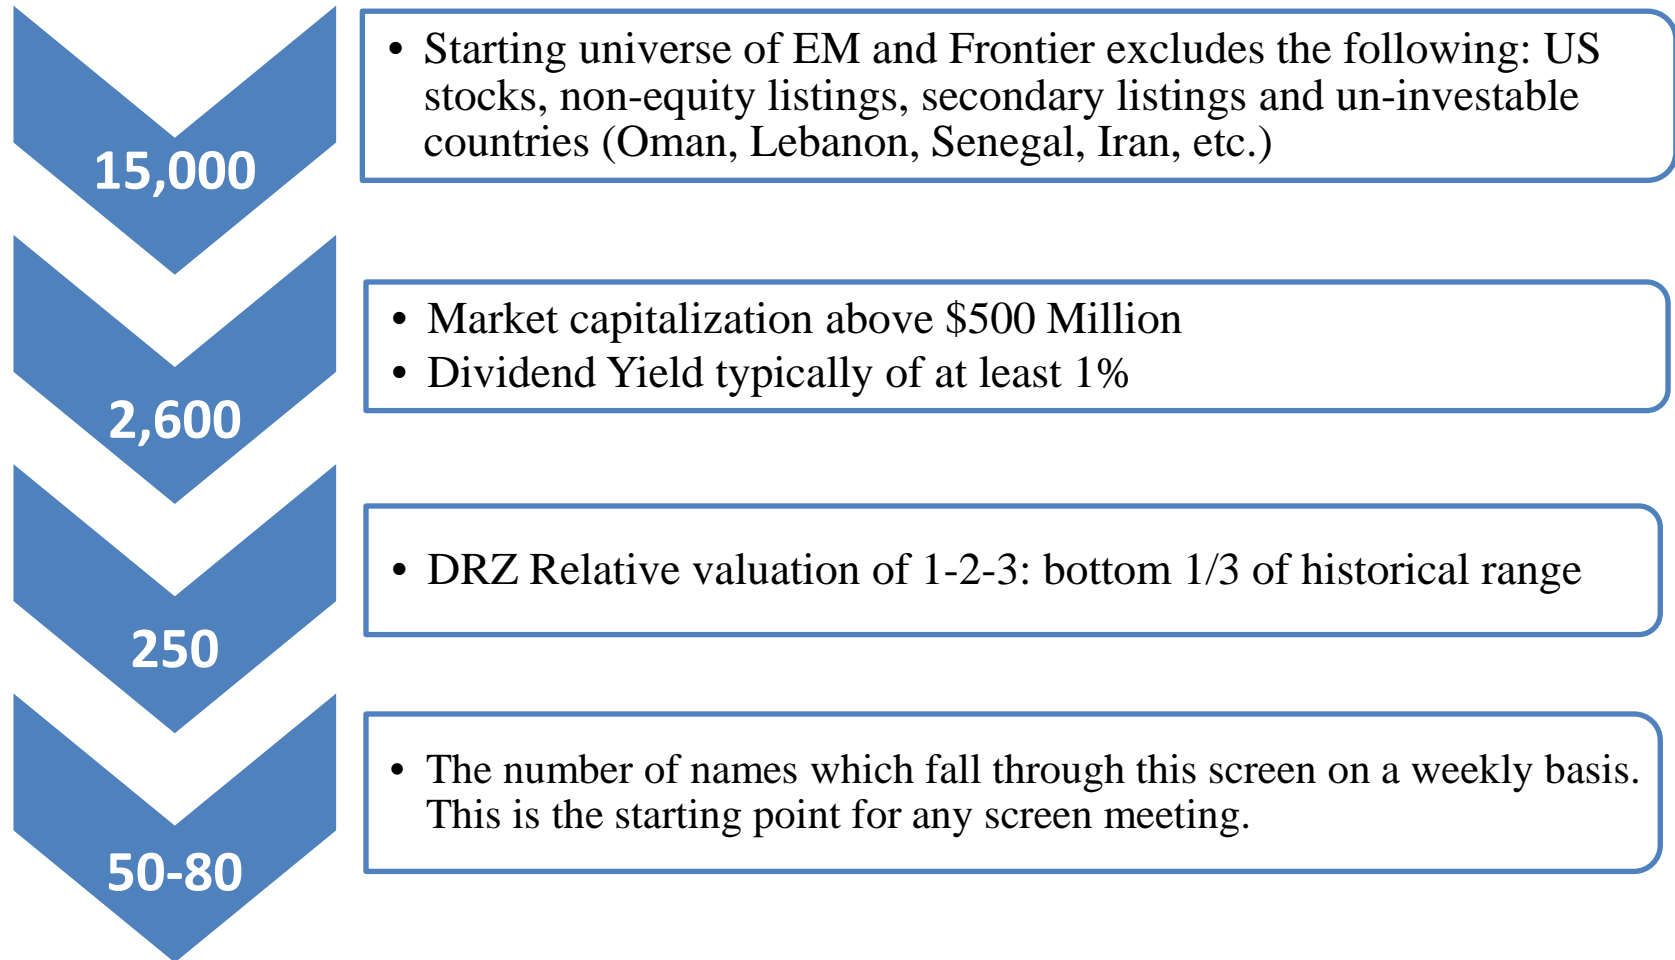 15,000
• Starting universe of EM and Frontier excludes the following: US
stocks, non-equity listings, secondary listings and un-investable
countries (Oman, Lebanon, Senegal, Iran, etc.)
2,600
• Market capitalization above $500 Million
• Dividend Yield typically of at least 1%
250
• DRZ Relative valuation of 1-2-3: bottom 1/3 of historical range
50-80
• The number of names which fall through this screen on a weekly basis.
This is the starting point for any screen meeting.